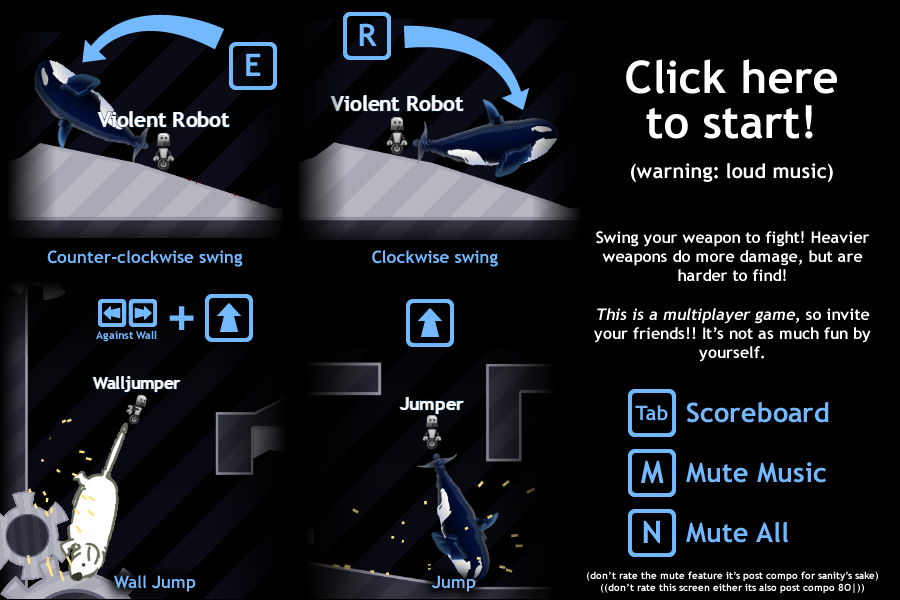 E
Violent Robot
Counter-clockwise swing
R
Violent Robot
Clockwise swing
Against Wall
+
Walljumper
Wall Jump
Jumper
Jump
Click here
to start!
(warning: loud music)
Swing your weapon to fight! Heavier
weapons do more damage, but are
harder to find!
This is a multiplayer game, so invite
your friends!! It's not as much fun by
yourself.
Tab Scoreboard
M Mute Music
N Mute All
(don't rate the mute feature it's post compo for sanity's sake)
((don't rate this screen either its also post compo 8O|))